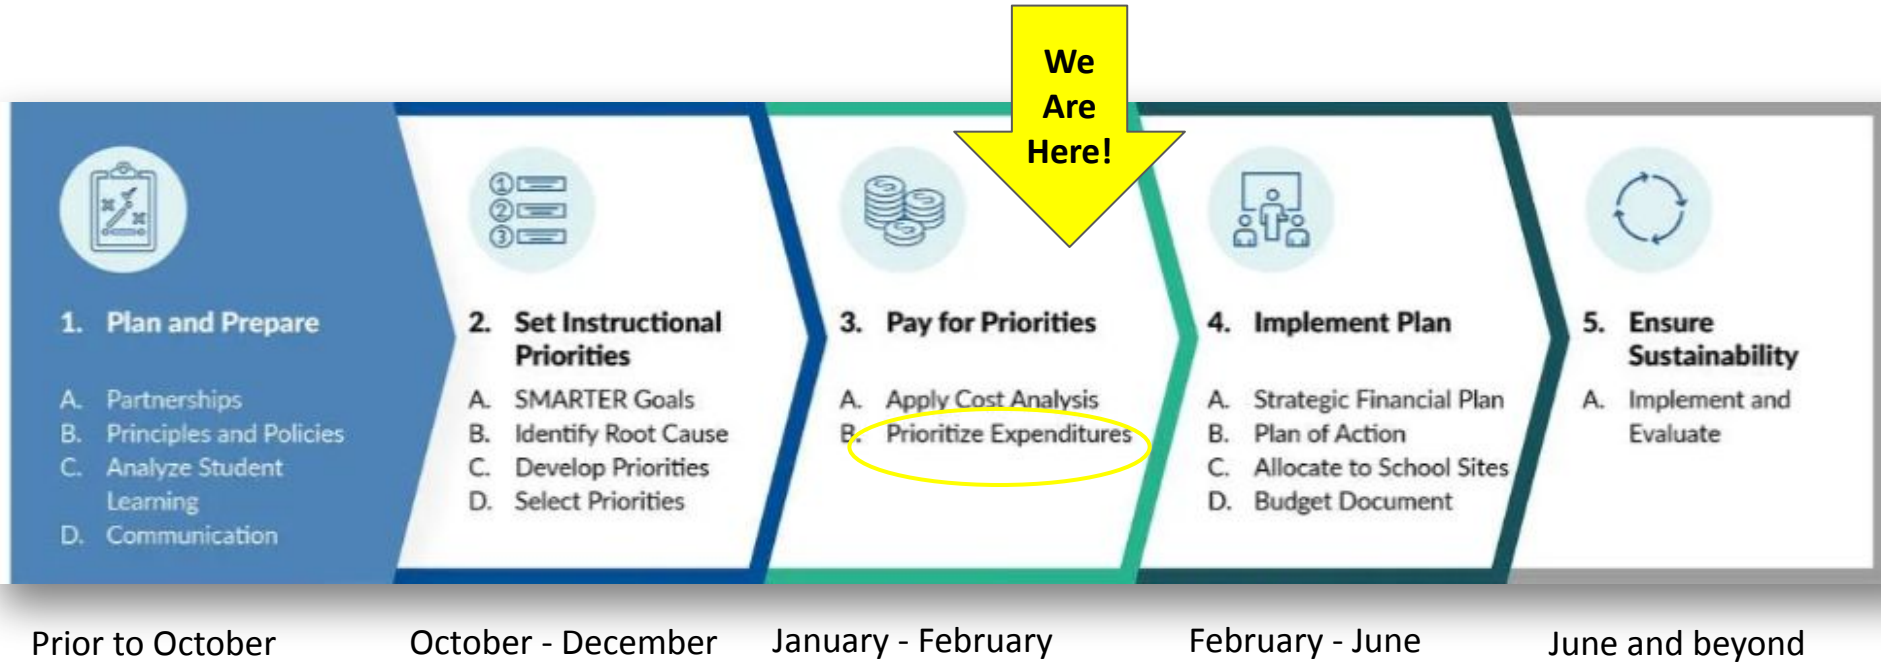 We
Are
Here!
1. Plan and Prepare
A. Partnerships
B. Principles and Policies
C. Analyze Student
Learning
D. Communication
1
2
3
2. Set Instructional
Priorities
A. SMARTER Goals
B. Identify Root Cause
C. Develop Priorities
D. Select Priorities
3. Pay for Priorities
A. Apply Cost Analysis
B. Prioritize Expenditures
4. Implement Plan
A. Strategic Financial Plan
B. Plan of Action
C. Allocate to School Sites
D. Budget Document
5. Ensure
Sustainability
A. Implement and
Evaluate
Prior to October
October - December
January - February
February - June
June and beyond